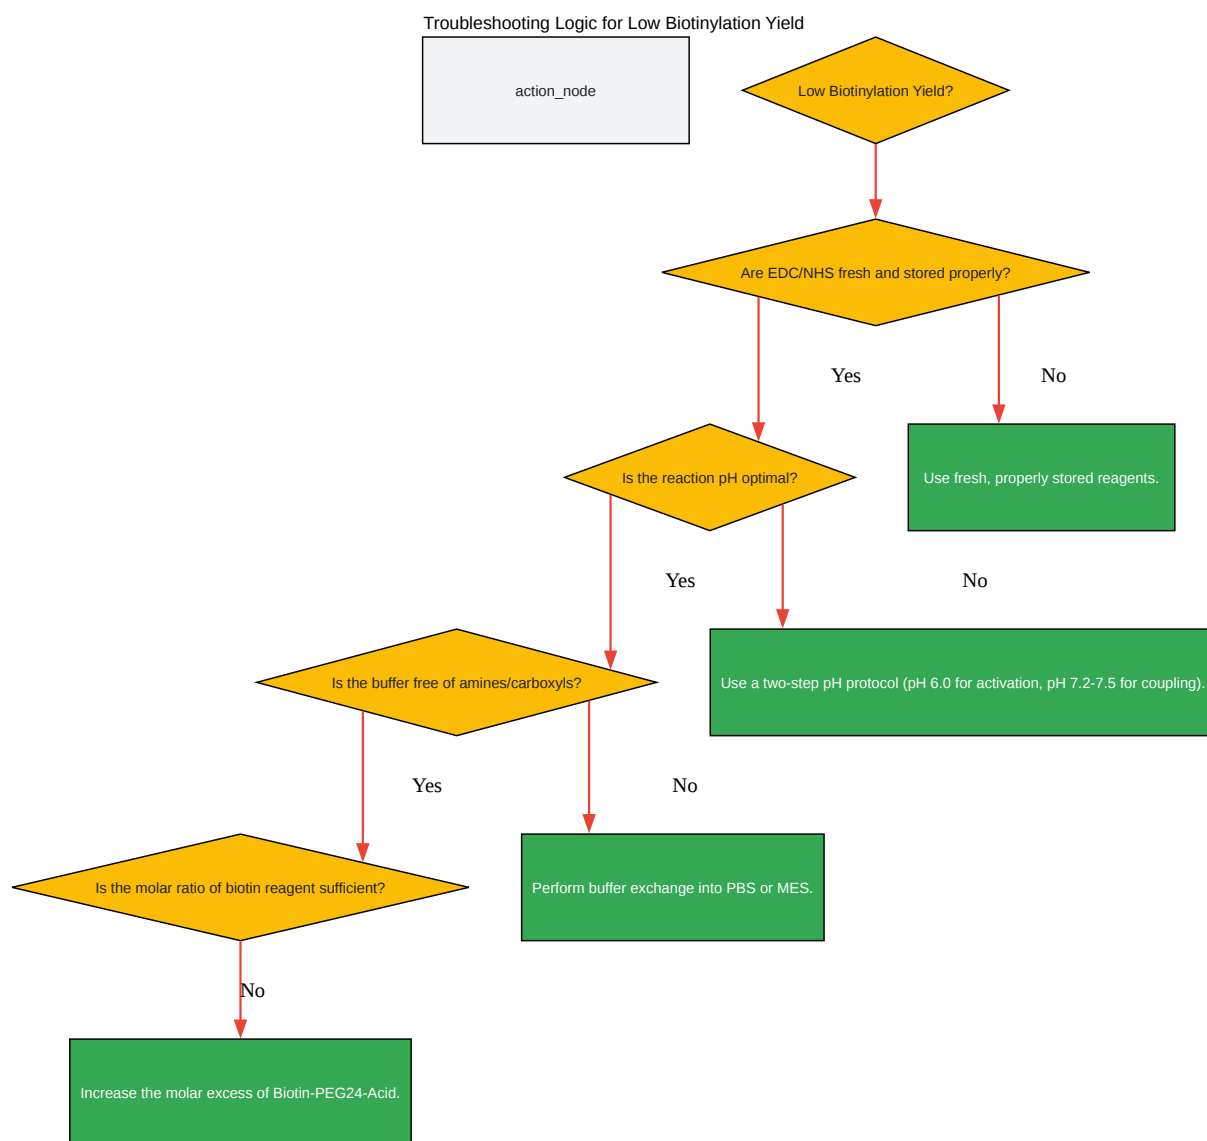 Troubleshooting Logic for Low Biotinylation Yield
action_node
Low Biotinylation Yield?
Are EDC/NHS fresh and stored properly?
Yes
No
Is the reaction pH optimal?
Use fresh, properly stored reagents.
Yes
No
Is the buffer free of amines/carboxyls?
Use a two-step pH protocol (pH 6.0 for activation, pH 7.2-7.5 for coupling).
Yes
No
Is the molar ratio of biotin reagent sufficient?
Perform buffer exchange into PBS or MES.
No
Increase the molar excess of Biotin-PEG24-Acid.